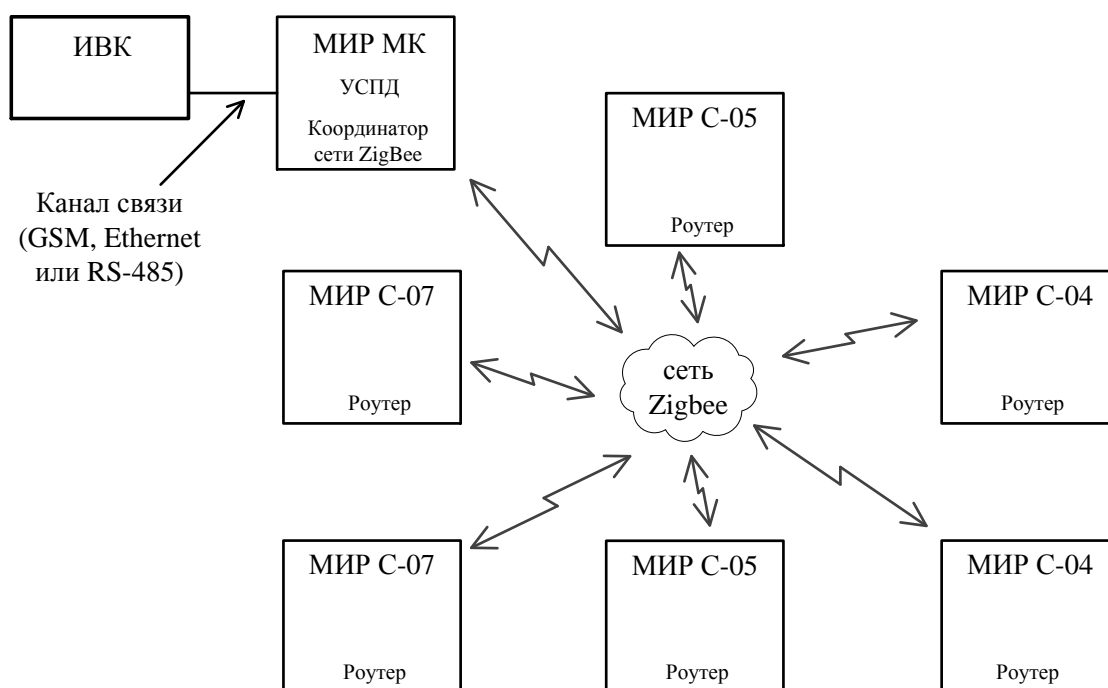 ИВК
МИР МК
УСПД
Координатор
сети ZigBee
Канал связи
(GSM, Ethernet
или RS-485)
МИР С-05
Роутер
МИР С-07
Роутер
МИР С-04
Роутер
сеть
Zigbee
МИР С-07
Роутер
МИР С-05
Роутер
МИР С-04
Роутер